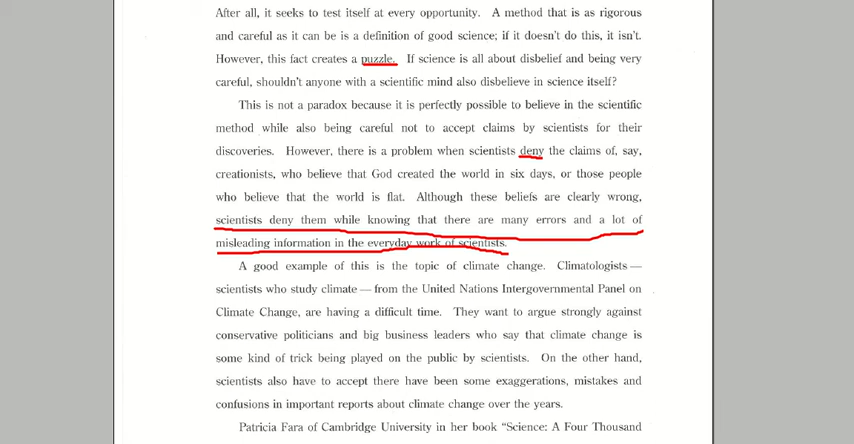 After all, it seeks to test itself at every opportunity. A method that is as rigorous
and careful as it can be is a definition of good science; if it doesn't do this, it isn't.
However, this fact creates a puzzle. If science is all about disbelief and being very
careful, shouldn't anyone with a scientific mind also disbelieve in science itself?
This is not a paradox because it is perfectly possible to believe in the scientific
method while also being careful not to accept claims by scientists for their
discoveries. However, there is a problem when scientists deny the claims of, say,
creationists, who believe that God created the world in six days, or those people
who believe that the world is flat. Although these beliefs are clearly wrong,
scientists deny them while knowing that there are many errors and a lot of
misleading information in the everyday work of scientists.
A good example of this is the topic of climate change. Climatologists—
scientists who study climate — from the United Nations Intergovernmental Panel on
Climate Change, are having a difficult time. They want to argue strongly against
conservative politicians and big business leaders who say that climate change is
some kind of trick being played on the public by scientists. On the other hand,
scientists also have to accept there have been some exaggerations, mistakes and
confusions in important reports about climate change over the years.
Patricia Fara of Cambridge University in her book “Science: A Four Thousand